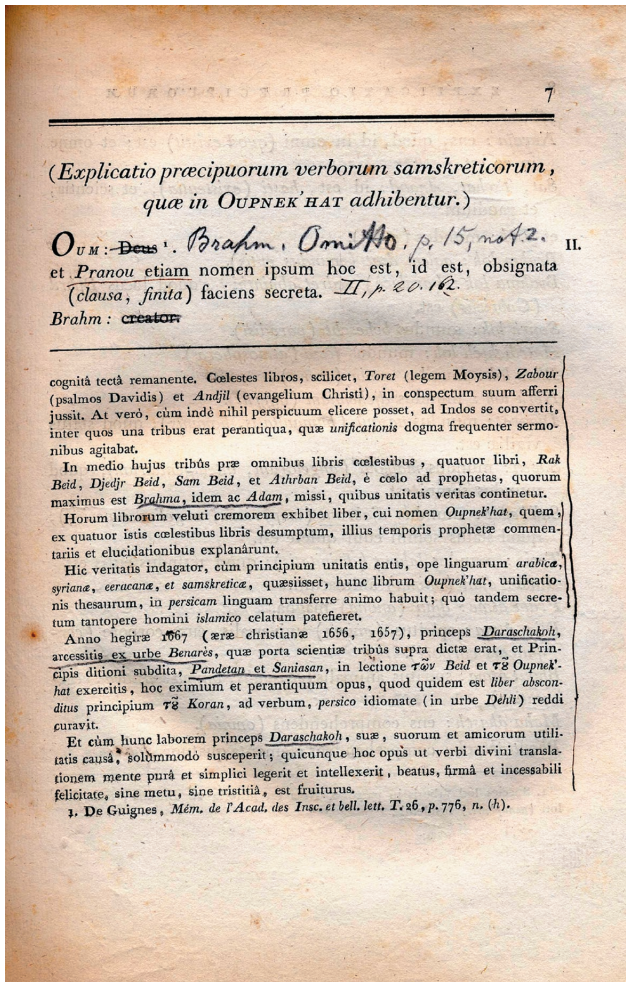 7
(Explicatio præcipuorum verborum samskreticorum,
quæ in OUPNEK'HAT adhibentur.)
OUM: Deus ¹. Brahm. Omitto. p. 15, not. 2. II.
et Pranou etiam nomen ipsum hoc est, id est, obsignata
(clausa, finita) faciens secreta. II, p. 20. 162.
Brahm: creator.
cognitâ tectâ remanente. Cœlestes libros, scilicet, Toret (legem Moysis), Zabour
(psalmos Davidis) et Andjil (evangelium Christi), in conspectum suum afferri
jussit. At verò, cùm indè nihil perspicuum elicere posset, ad Indos se convertit,
inter quos una tribus erat perantiqua, quæ unificationis dogma frequenter sermo-
nibus agitabat.
In medio hujus tribûs præ omnibus libris cœlestibus, quatuor libri, Rak
Beid, Djedjr Beid, Sam Beid, et Athrban Beid, è cœlo ad prophetas, quorum
maximus est Brahma, idem ac Adam, missi, quibus unitatis veritas continetur.
Horum librorum veluti cremorem exhibet liber, cui nomen Oupnek'hat, quem,
ex quatuor istis cœlestibus libris desumptum, illius temporis prophetæ commen-
tariis et elucidationibus explanârunt.
Hic veritatis indagator, cùm principium unitatis entis, ope linguarum arabicæ,
syrianæ, eeracanæ, et samskreticæ, quæsiisset, hunc librum Oupnek'hat, unificatio-
nis thesaurum, in persicam linguam transferre animo habuit; quò tandem secre-
tum tantopere homini islamico celatum patefieret.
Anno hegiræ 1067 (æræ christianæ 1656, 1657), princeps Daraschakoh,
arcessitis ex urbe Benarès, quæ porta scientiæ tribûs supra dictæ erat, et Prin-
cipis ditioni subdita, Pandetan et Saniasan, in lectione τῶν Beid et τȣ͂ Oupnek'-
hat exercitis, hoc eximium et perantiquum opus, quod quidem est liber abscon-
ditus principium τȣ͂ Koran, ad verbum, persico idiomate (in urbe Dehli) reddi
curavit.
Et cùm hunc laborem princeps Daraschakoh, suæ, suorum et amicorum utili-
tatis causâ, solùmmodò susceperit; quicunque hoc opus ut verbi divini transla-
tionem mente purâ et simplici legerit et intellexerit, beatus, firmâ et incessabili
felicitate, sine metu, sine tristitiâ, est fruiturus.
1. De Guignes, Mém. de l'Acad. des Insc. et bell. lett. T. 26, p. 776, n. (h).